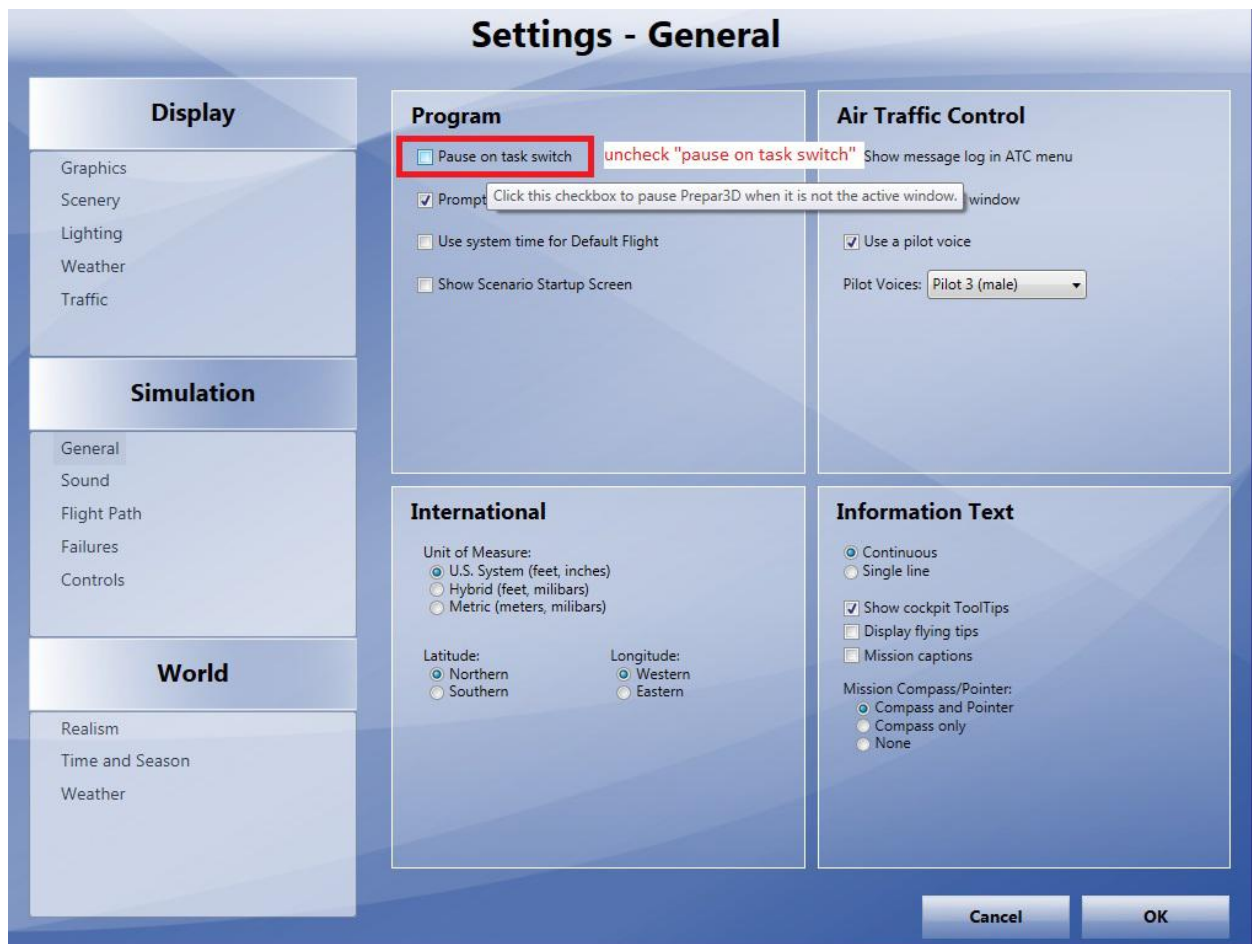 Settings - General
Display
Graphics
Scenery
Lighting
Weather
Traffic
Simulation
General
Sound
Flight Path
Failures
Controls
World
Realism
Time and Season
Weather
Program
Pause on task switch
uncheck "pause on task switch"
Prompt
Click this checkbox to pause Prepar3D when it is not the active window.
Use system time for Default Flight
Show Scenario Startup Screen
Air Traffic Control
Show message log in ATC menu
window
Use a pilot voice
Pilot Voices: Pilot 3 (male)
International
Unit of Measure:
U.S. System (feet, inches)
Hybrid (feet, milibars)
Metric (meters, milibars)
Latitude: Longitude:
Northern Western
Southern Eastern
Information Text
Continuous
Single line
Show cockpit ToolTips
Display flying tips
Mission captions
Mission Compass/Pointer:
Compass and Pointer
Compass only
None
Cancel OK